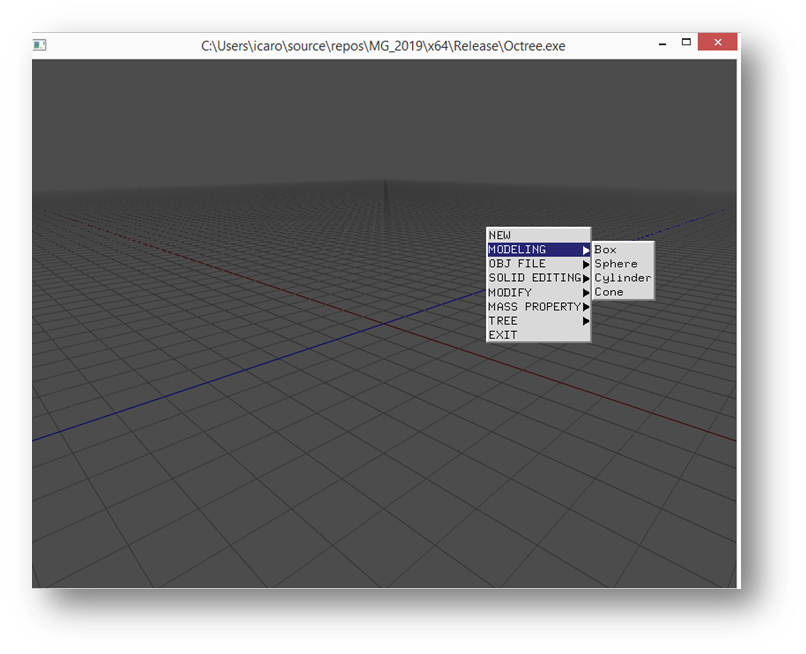 C:\Users\icaro\source\repos\MG_2019\x64\Release\Octree.exe
NEW
MODELING
OBJ FILE
SOLID EDITING
MODIFY
MASS PROPERTY
TREE
EXIT
Box
Sphere
Cylinder
Cone